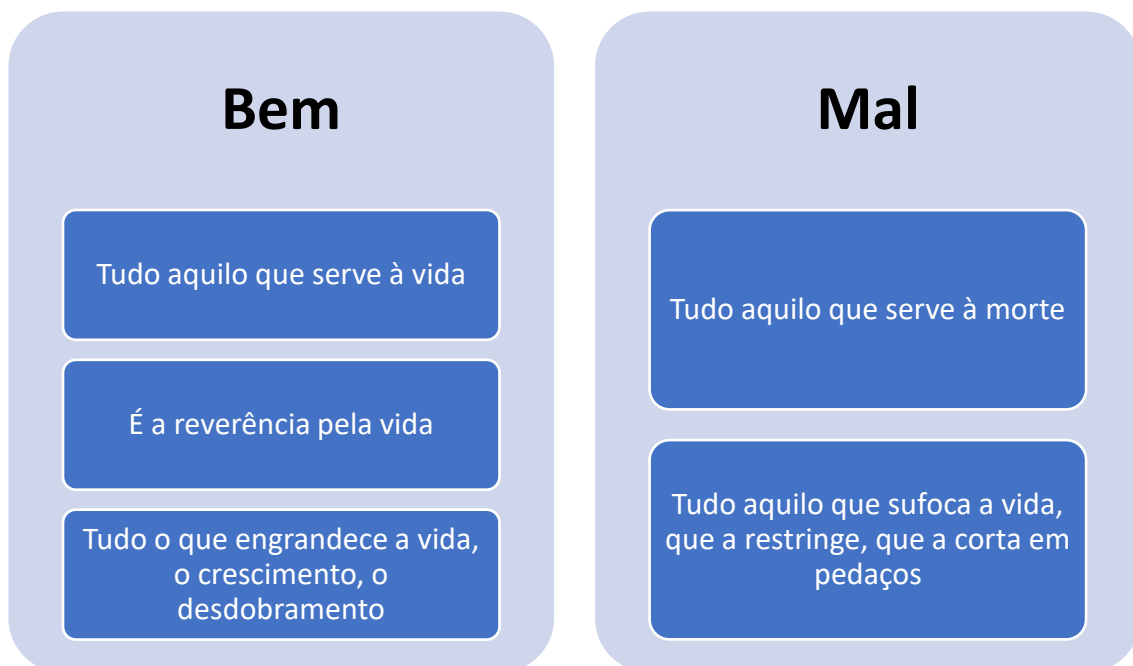 Bem
Tudo aquilo que serve à vida
É a reverência pela vida
Tudo o que engrandece a vida,
o crescimento, o
desdobramento
Mal
Tudo aquilo que serve à morte
Tudo aquilo que sufoca a vida,
que a restringe, que a corta em
pedaços